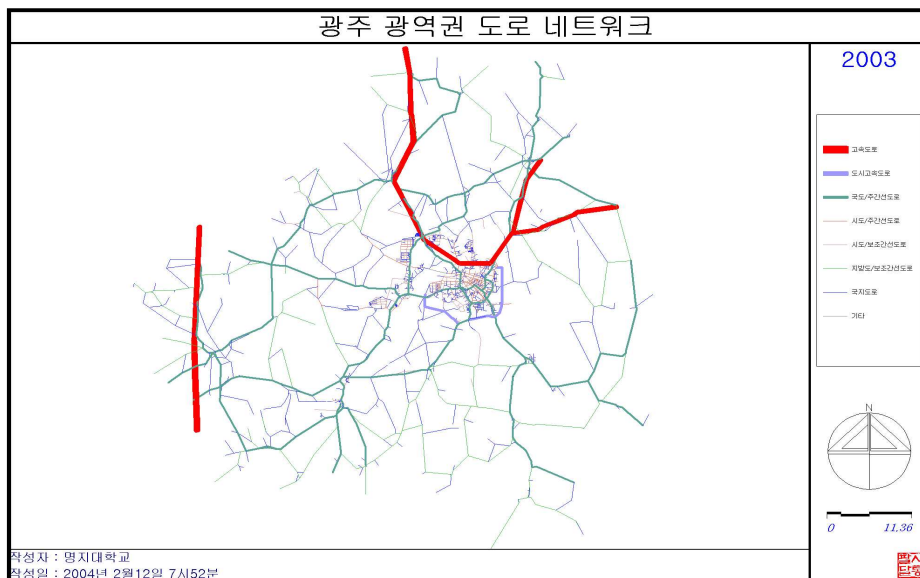 광주 광역권 도로 네트워크
2003
고속도로
도시고속도로
국도/주간선도로
시도/주간선도로
시도/보조간선도로
지방도/보조간선도로
국지도로
기타
N
0 11,36
작성자 : 명지대학교
작성일 : 2004년 2월12일 7시52분